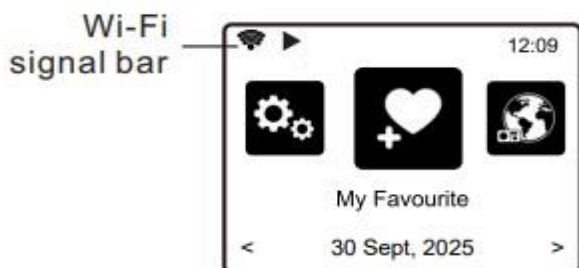 Wi-Fi
signal bar
12:09
My Favourite
< 30 Sept, 2025 >